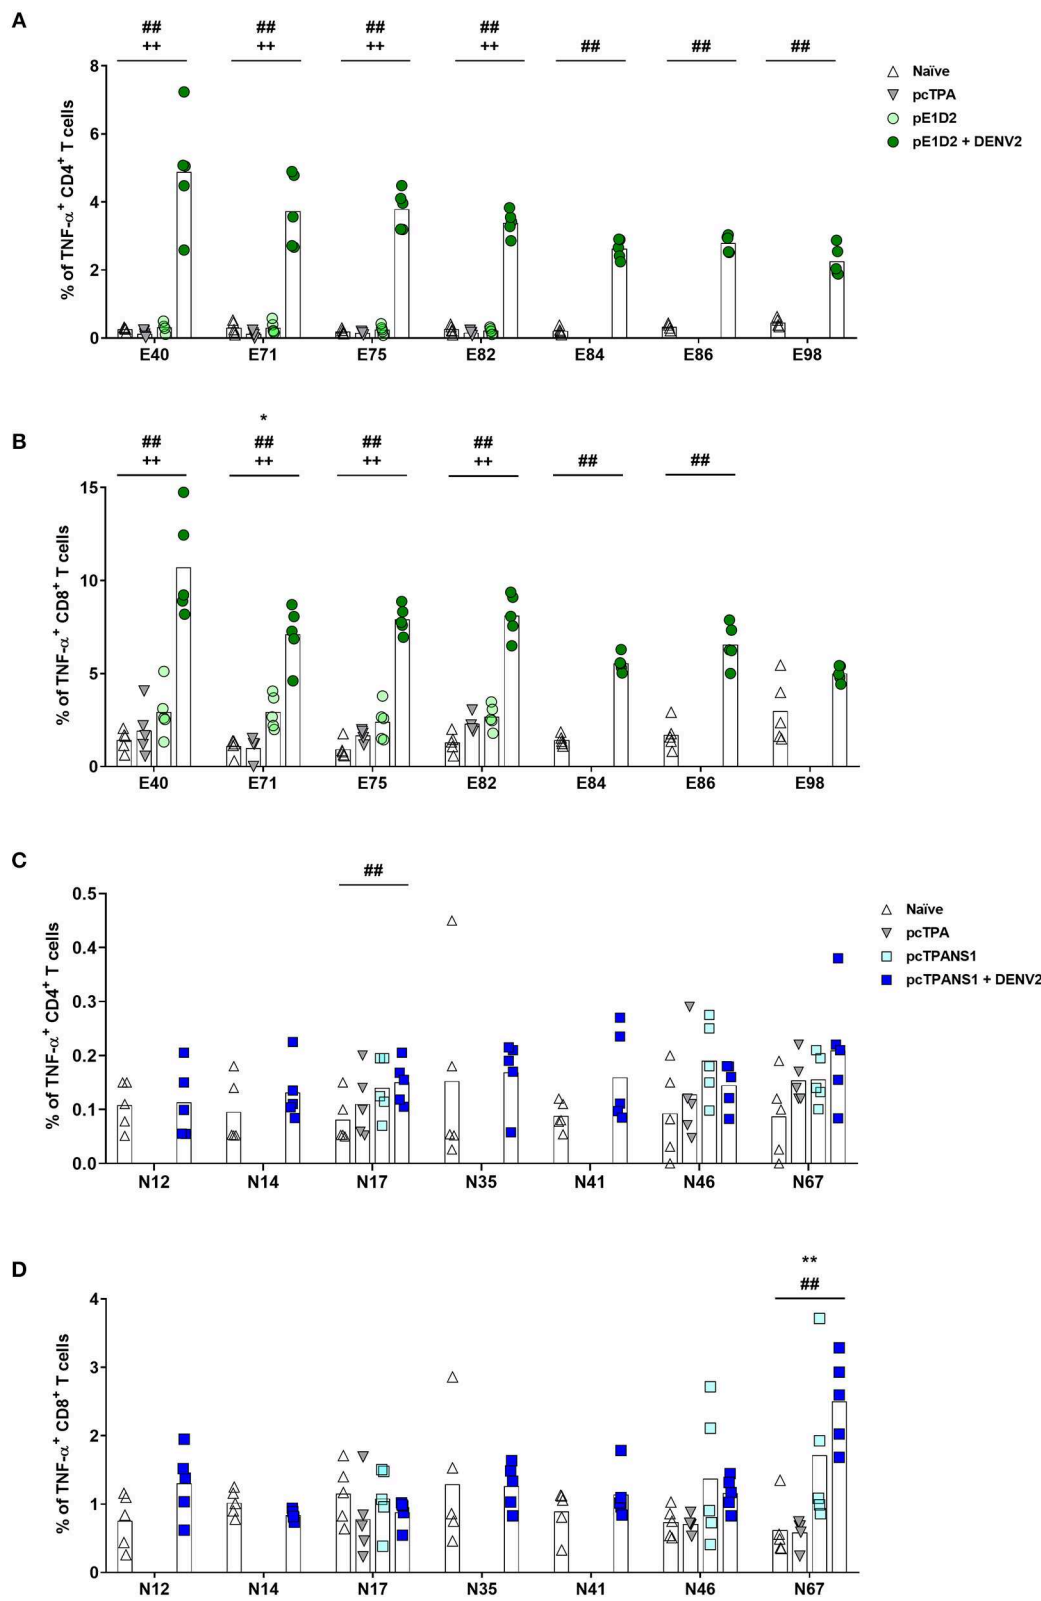 A
## ## ## ## ## ## ##
++ ++ ++ ++
% of TNF-α⁺ CD4⁺ T cells
8
6
4
2
0
E40 E71 E75 E82 E84 E86 E98
Naïve
pcTPA
pE1D2
pE1D2 + DENV2
B
*
## ## ## ## ## ##
++ ++ ++ ++
% of TNF-α⁺ CD8⁺ T cells
15
10
5
0
E40 E71 E75 E82 E84 E86 E98
C
##
% of TNF-α⁺ CD4⁺ T cells
0.5
0.4
0.3
0.2
0.1
0.0
N12 N14 N17 N35 N41 N46 N67
Naïve
pcTPA
pcTPANS1
pcTPANS1 + DENV2
D
**
##
% of TNF-α⁺ CD8⁺ T cells
4
3
2
1
0
N12 N14 N17 N35 N41 N46 N67